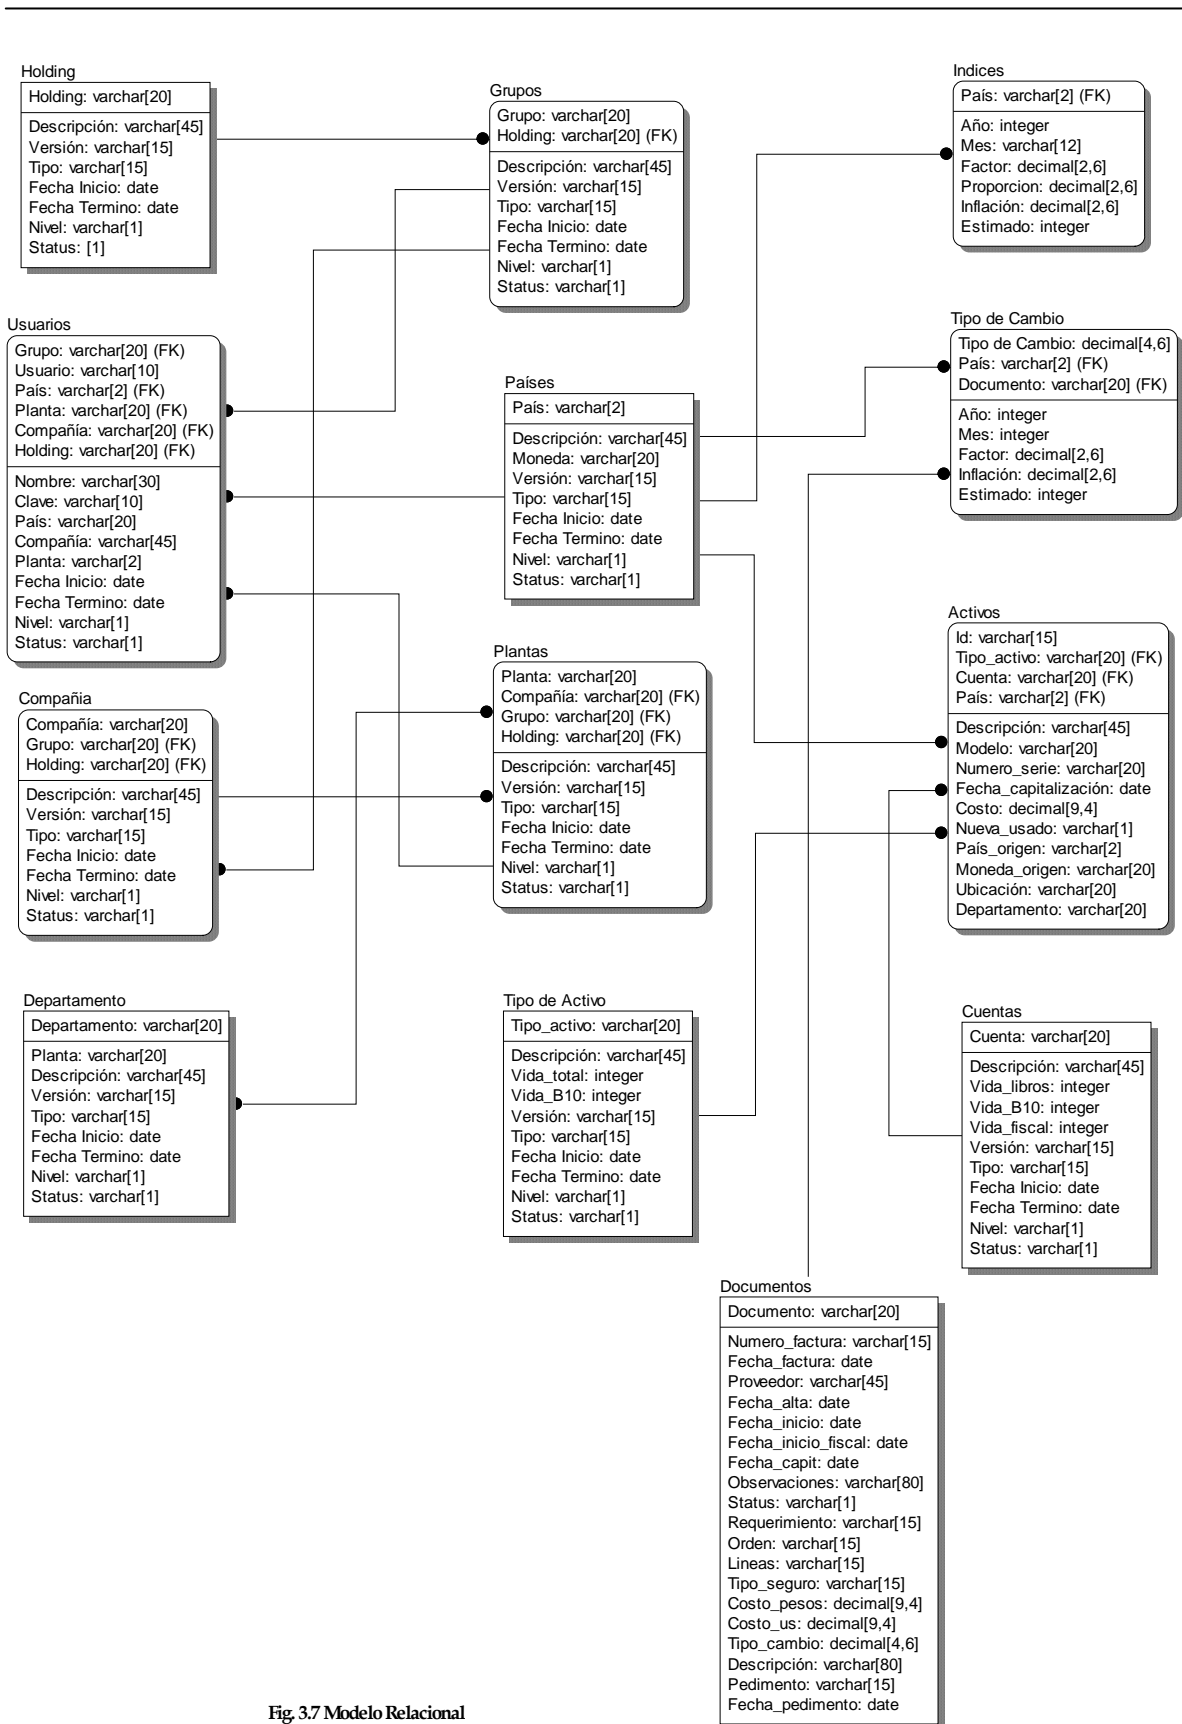 Holding
Holding: varchar[20]
Descripción: varchar[45]
Versión: varchar[15]
Tipo: varchar[15]
Fecha Inicio: date
Fecha Termino: date
Nivel: varchar[1]
Status: [1]
Grupos
Grupo: varchar[20]
Holding: varchar[20] (FK)
Descripción: varchar[45]
Versión: varchar[15]
Tipo: varchar[15]
Fecha Inicio: date
Fecha Termino: date
Nivel: varchar[1]
Status: varchar[1]
Indices
País: varchar[2] (FK)
Año: integer
Mes: varchar[12]
Factor: decimal[2,6]
Proporcion: decimal[2,6]
Inflación: decimal[2,6]
Estimado: integer
Usuarios
Grupo: varchar[20] (FK)
Usuario: varchar[10]
País: varchar[2] (FK)
Planta: varchar[20] (FK)
Compañía: varchar[20] (FK)
Holding: varchar[20] (FK)
Nombre: varchar[30]
Clave: varchar[10]
País: varchar[20]
Compañía: varchar[45]
Planta: varchar[2]
Fecha Inicio: date
Fecha Termino: date
Nivel: varchar[1]
Status: varchar[1]
Países
País: varchar[2]
Descripción: varchar[45]
Moneda: varchar[20]
Versión: varchar[15]
Tipo: varchar[15]
Fecha Inicio: date
Fecha Termino: date
Nivel: varchar[1]
Status: varchar[1]
Tipo de Cambio
Tipo de Cambio: decimal[4,6]
País: varchar[2] (FK)
Documento: varchar[20] (FK)
Año: integer
Mes: integer
Factor: decimal[2,6]
Inflación: decimal[2,6]
Estimado: integer
Compañia
Compañía: varchar[20]
Grupo: varchar[20] (FK)
Holding: varchar[20] (FK)
Descripción: varchar[45]
Versión: varchar[15]
Tipo: varchar[15]
Fecha Inicio: date
Fecha Termino: date
Nivel: varchar[1]
Status: varchar[1]
Plantas
Planta: varchar[20]
Compañía: varchar[20] (FK)
Grupo: varchar[20] (FK)
Holding: varchar[20] (FK)
Descripción: varchar[45]
Versión: varchar[15]
Tipo: varchar[15]
Fecha Inicio: date
Fecha Termino: date
Nivel: varchar[1]
Status: varchar[1]
Activos
Id: varchar[15]
Tipo_activo: varchar[20] (FK)
Cuenta: varchar[20] (FK)
País: varchar[2] (FK)
Descripción: varchar[45]
Modelo: varchar[20]
Numero_serie: varchar[20]
Fecha_capitalización: date
Costo: decimal[9,4]
Nueva_usado: varchar[1]
País_origen: varchar[2]
Moneda_origen: varchar[20]
Ubicación: varchar[20]
Departamento: varchar[20]
Departamento
Departamento: varchar[20]
Planta: varchar[20]
Descripción: varchar[45]
Versión: varchar[15]
Tipo: varchar[15]
Fecha Inicio: date
Fecha Termino: date
Nivel: varchar[1]
Status: varchar[1]
Tipo de Activo
Tipo_activo: varchar[20]
Descripción: varchar[45]
Vida_total: integer
Vida_B10: integer
Versión: varchar[15]
Tipo: varchar[15]
Fecha Inicio: date
Fecha Termino: date
Nivel: varchar[1]
Status: varchar[1]
Cuentas
Cuenta: varchar[20]
Descripción: varchar[45]
Vida_libros: integer
Vida_B10: integer
Vida_fiscal: integer
Versión: varchar[15]
Tipo: varchar[15]
Fecha Inicio: date
Fecha Termino: date
Nivel: varchar[1]
Status: varchar[1]
Documentos
Documento: varchar[20]
Numero_factura: varchar[15]
Fecha_factura: date
Proveedor: varchar[45]
Fecha_alta: date
Fecha_inicio: date
Fecha_inicio_fiscal: date
Fecha_capit: date
Observaciones: varchar[80]
Status: varchar[1]
Requerimiento: varchar[15]
Orden: varchar[15]
Lineas: varchar[15]
Tipo_seguro: varchar[15]
Costo_pesos: decimal[9,4]
Costo_us: decimal[9,4]
Tipo_cambio: decimal[4,6]
Descripción: varchar[80]
Pedimento: varchar[15]
Fecha_pedimento: date
Fig. 3.7 Modelo Relacional